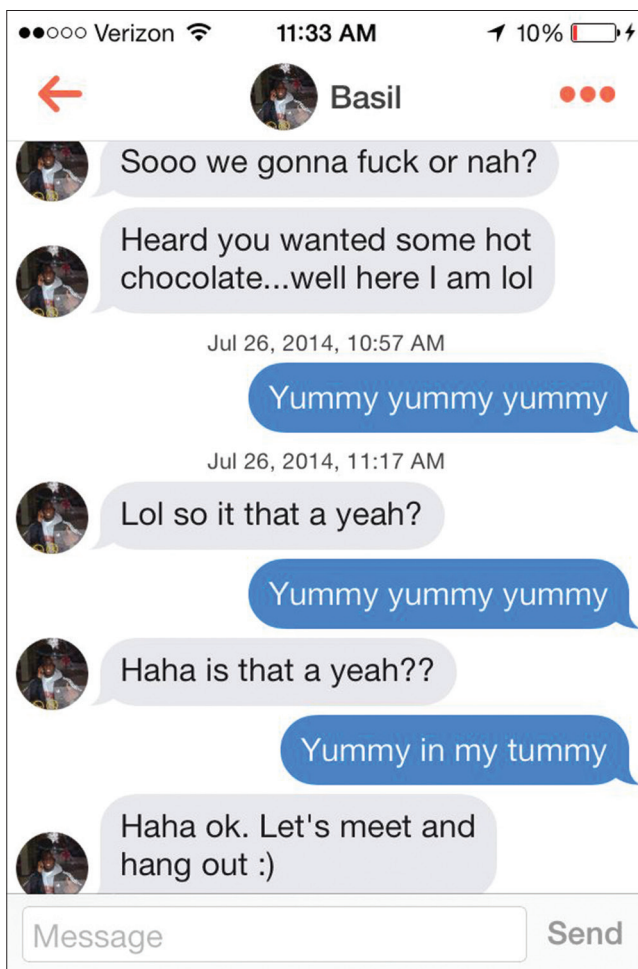 Verizon 11:33 AM 10%
Basil
Sooo we gonna fuck or nah?
Heard you wanted some hot
chocolate...well here I am lol
Jul 26, 2014, 10:57 AM
Yummy yummy yummy
Jul 26, 2014, 11:17 AM
Lol so it that a yeah?
Yummy yummy yummy
Haha is that a yeah??
Yummy in my tummy
Haha ok. Let's meet and
hang out :)
Message Send